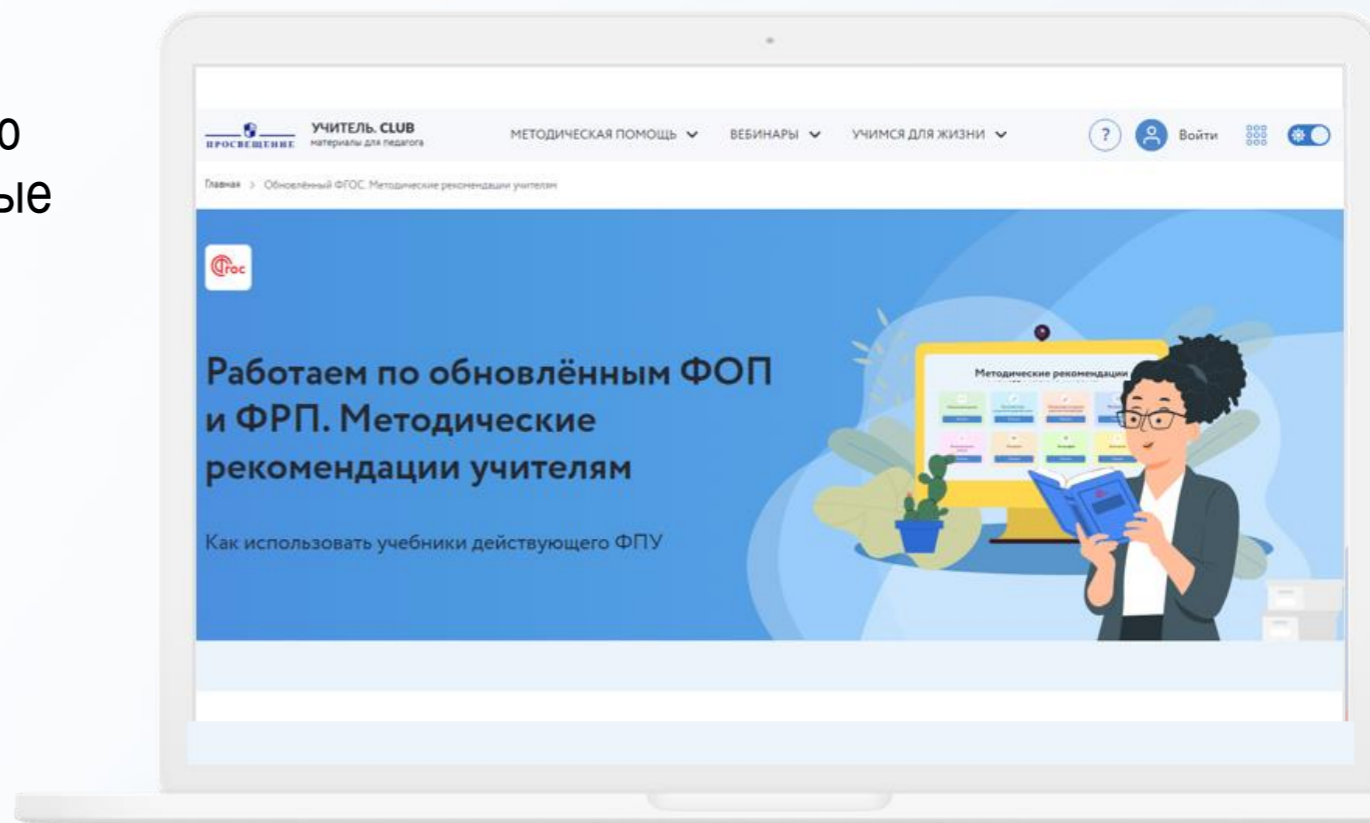 о
ые
ПРОСВЕЩЕНИЕ
УЧИТЕЛЬ. CLUB
материалы для педагога
МЕТОДИЧЕСКАЯ ПОМОЩЬ
ВЕБИНАРЫ
УЧИМСЯ ДЛЯ ЖИЗНИ
?
Войти
Главная > Обновлённый ФГОС. Методические рекомендации учителям
Фгос
Работаем по обновлённым ФОП
и ФРП. Методические
рекомендации учителям
Как использовать учебники действующего ФПУ
Методические рекомендации